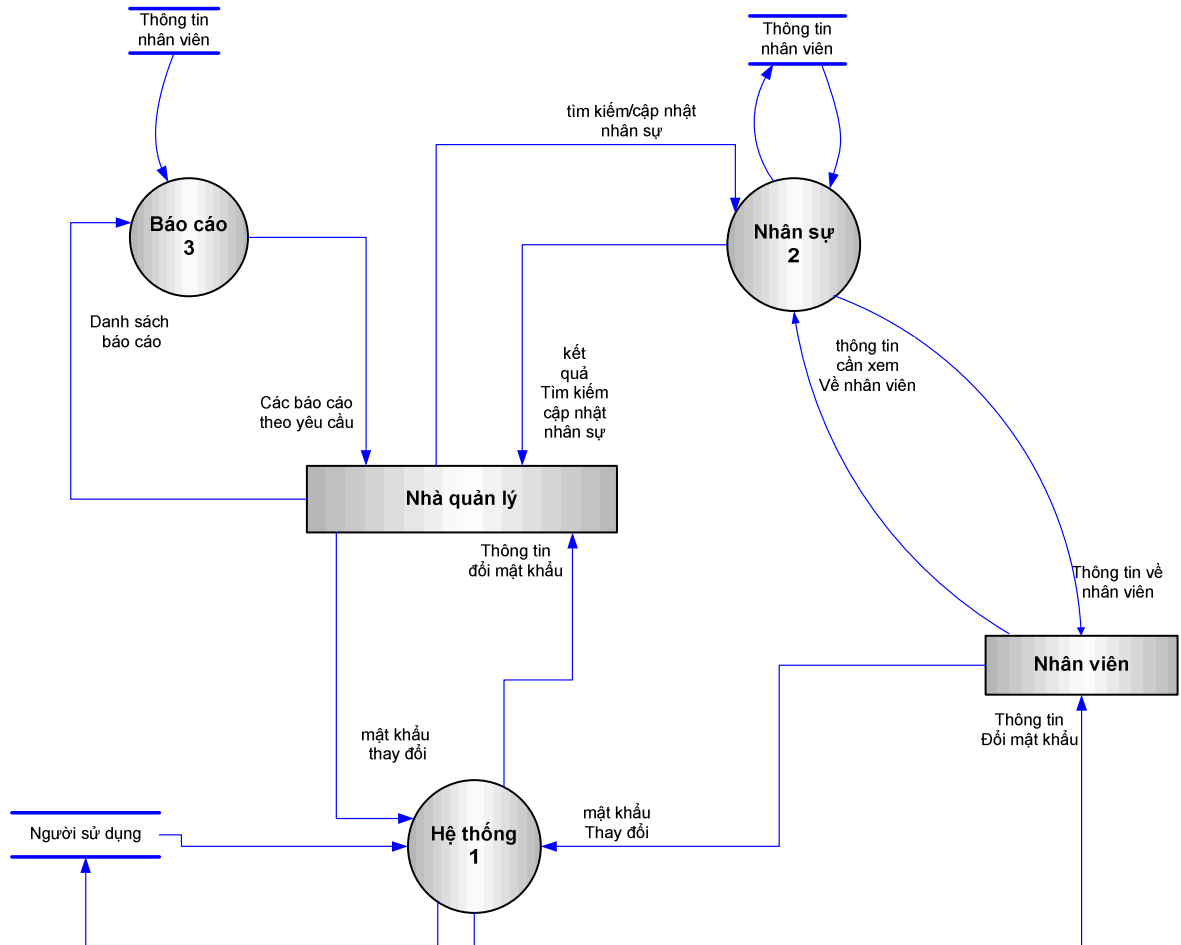 Thông tin
nhân viên
Thông tin
nhân viên
tìm kiếm/cập nhật
nhân sự
Báo cáo
3
Nhân sự
2
Danh sách
báo cáo
kết
quả
Tìm kiếm
cập nhật
nhân sự
thông tin
cần xem
Về nhân viên
Các báo cáo
theo yêu cầu
Nhà quản lý
Thông tin
đổi mật khẩu
Thông tin về
nhân viên
Nhân viên
Thông tin
Đổi mật khẩu
mật khẩu
thay đổi
mật khẩu
Thay đổi
Người sử dụng
Hệ thống
1